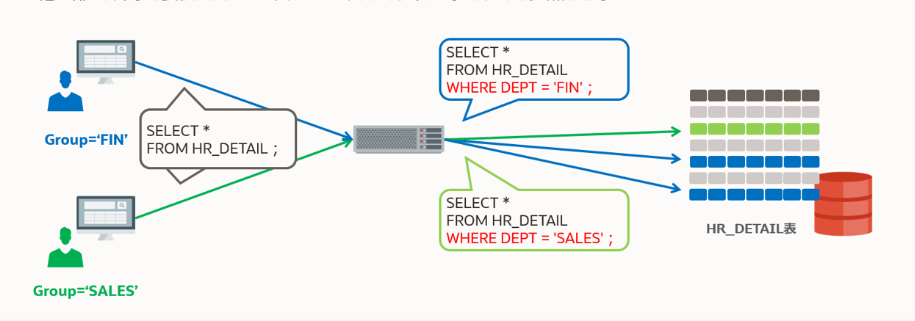 SELECT *
FROM HR_DETAIL
WHERE DEPT = 'FIN' ;
Group=‘FIN’
SELECT *
FROM HR_DETAIL ;
SELECT *
FROM HR_DETAIL
WHERE DEPT = 'SALES' ;
HR_DETAIL表
Group=‘SALES’